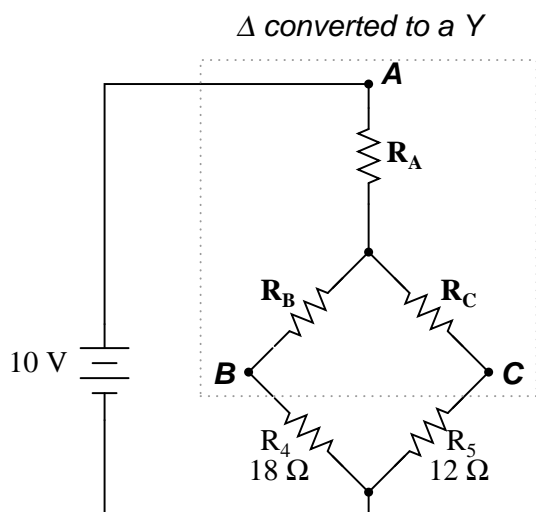 Δ converted to a Y
A
R_A
R_B
R_C
10 V
B
C
R_4
18 Ω
R_5
12 Ω